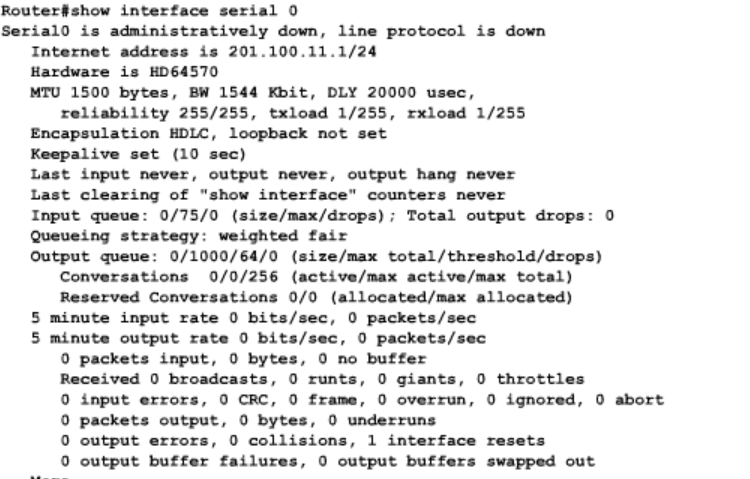 Router#show interface serial 0
Serial0 is administratively down, line protocol is down
Internet address is 201.100.11.1/24
Hardware is HD64570
MTU 1500 bytes, BW 1544 Kbit, DLY 20000 usec,
reliability 255/255, txload 1/255, rxload 1/255
Encapsulation HDLC, loopback not set
Keepalive set (10 sec)
Last input never, output never, output hang never
Last clearing of "show interface" counters never
Input queue: 0/75/0 (size/max/drops); Total output drops: 0
Queueing strategy: weighted fair
Output queue: 0/1000/64/0 (size/max total/threshold/drops)
Conversations 0/0/256 (active/max active/max total)
Reserved Conversations 0/0 (allocated/max allocated)
5 minute input rate 0 bits/sec, 0 packets/sec
5 minute output rate 0 bits/sec, 0 packets/sec
0 packets input, 0 bytes, 0 no buffer
Received 0 broadcasts, 0 runts, 0 giants, 0 throttles
0 input errors, 0 CRC, 0 frame, 0 overrun, 0 ignored, 0 abort
0 packets output, 0 bytes, 0 underruns
0 output errors, 0 collisions, 1 interface resets
0 output buffer failures, 0 output buffers swapped out